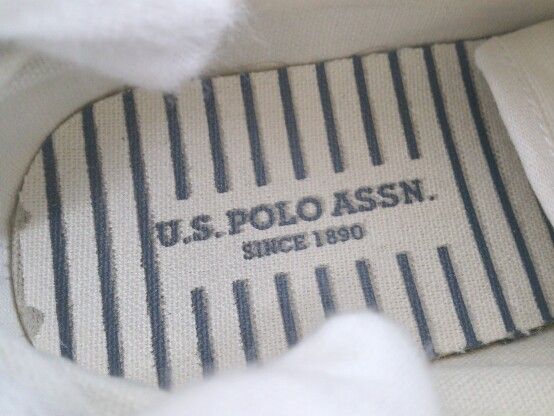 U.S. POLO ASSN.
SINCE 1890